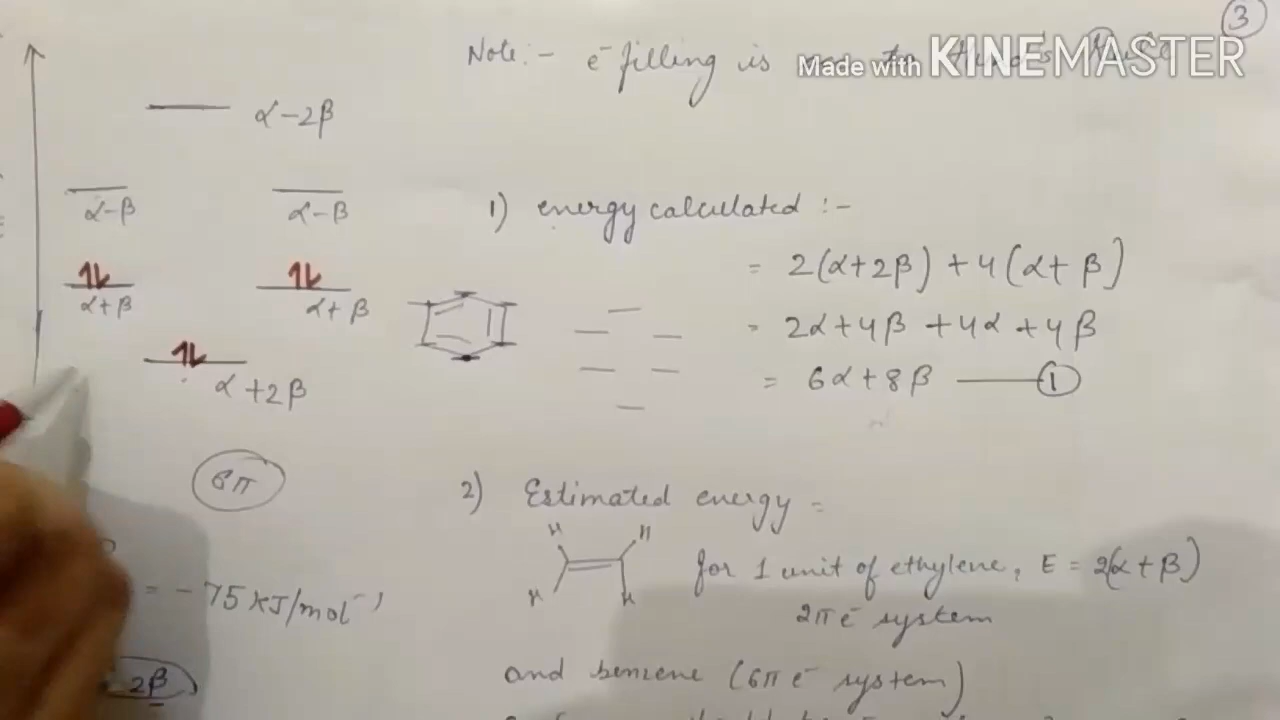 3
Note:- e⁻ filling is
Made with KINEMASTER
α-2β
α-β α-β
α+β α+β
α+2β
6π
= -75 KJ/mol⁻¹
2β
1) energy calculated :-
= 2(α+2β) + 4(α+β)
= 2α+4β +4α +4β
= 6α+8β —— 1
2) Estimated energy =
H H
H H
for 1 unit of ethylene, E = 2(α+β)
2π e⁻ system
and benzene (6π e⁻ system)